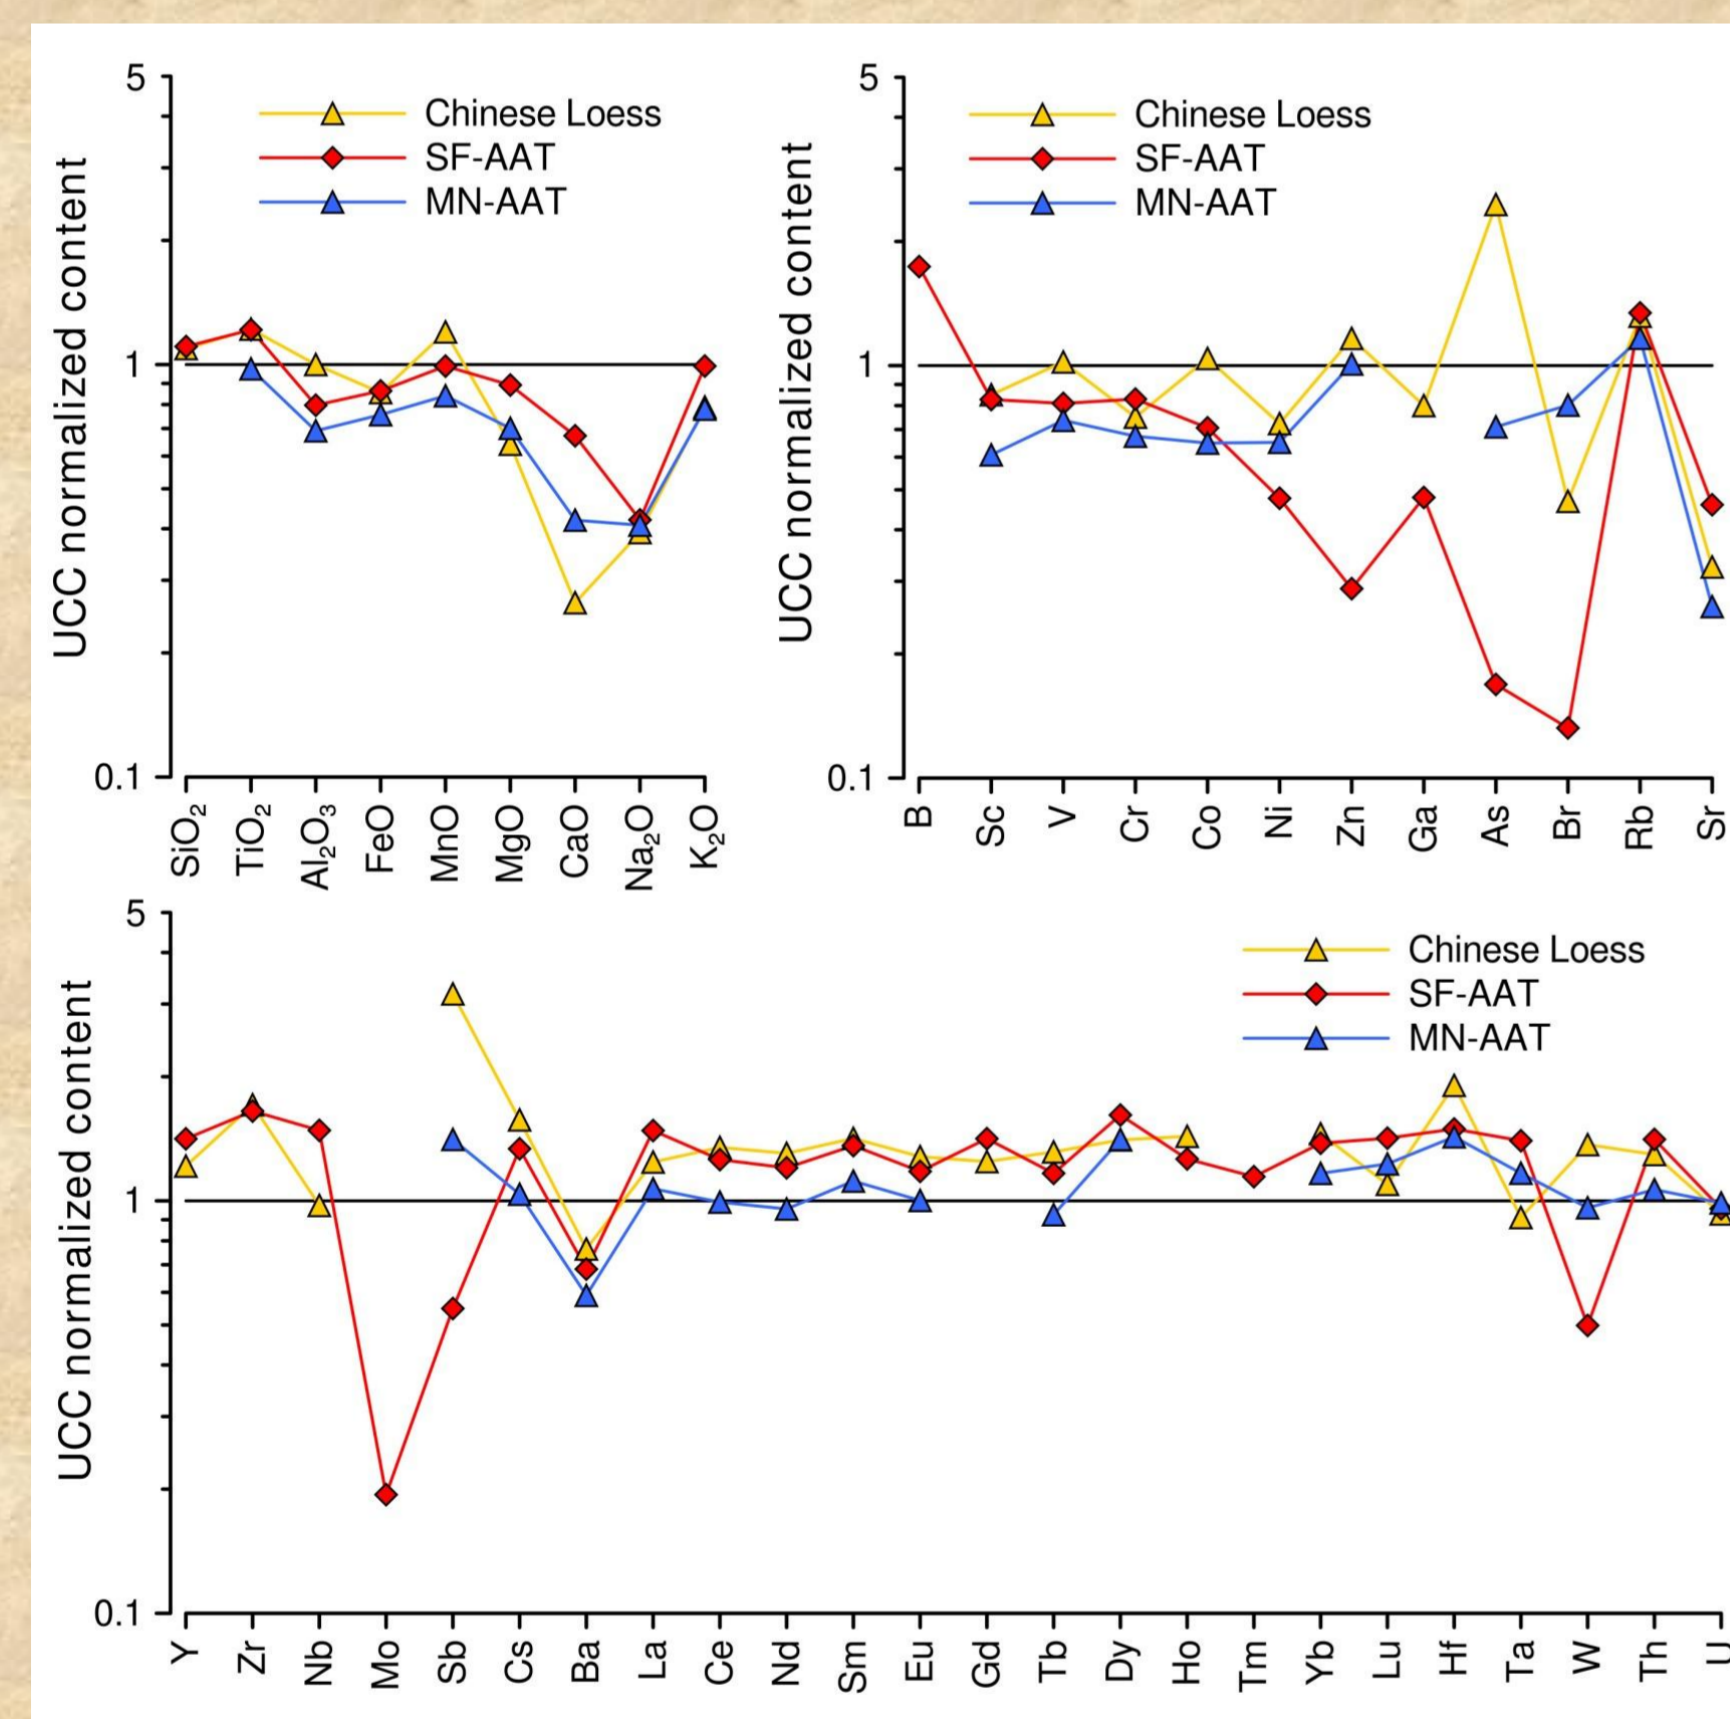 UCC normalized content
5
1
0.1
Chinese Loess
SF-AAT
MN-AAT
SiO₂ TiO₂ Al₂O₃ FeO MnO MgO CaO Na₂O K₂O
UCC normalized content
5
1
0.1
Chinese Loess
SF-AAT
MN-AAT
B Sc V Cr Co Ni Zn Ga As Br Rb Sr
UCC normalized content
5
1
0.1
Chinese Loess
SF-AAT
MN-AAT
Y Zr Nb Mo Sb Cs Ba La Ce Nd Sm Eu Gd Tb Dy Ho Tm Yb Lu Hf Ta W Th U